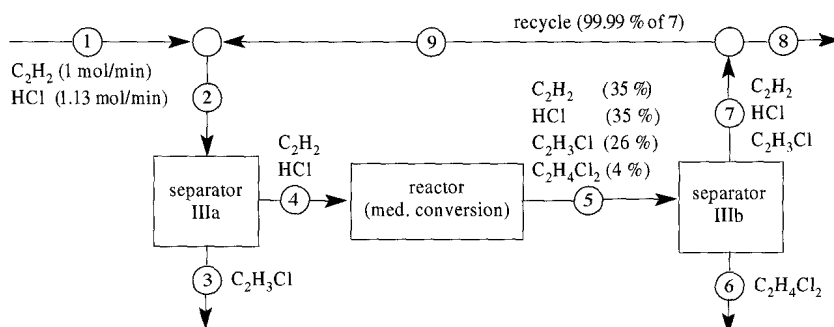 recycle (99.99 % of 7)
1
9
8
C₂H₂ (1 mol/min)
HCl (1.13 mol/min)
2
C₂H₂ (35 %)
HCl (35 %)
C₂H₃Cl (26 %)
C₂H₄Cl₂ (4 %)
7
C₂H₂
HCl
C₂H₃Cl
C₂H₂
HCl
separator
IIIa
4
reactor
(med. conversion)
5
separator
IIIb
3
C₂H₃Cl
6
C₂H₄Cl₂